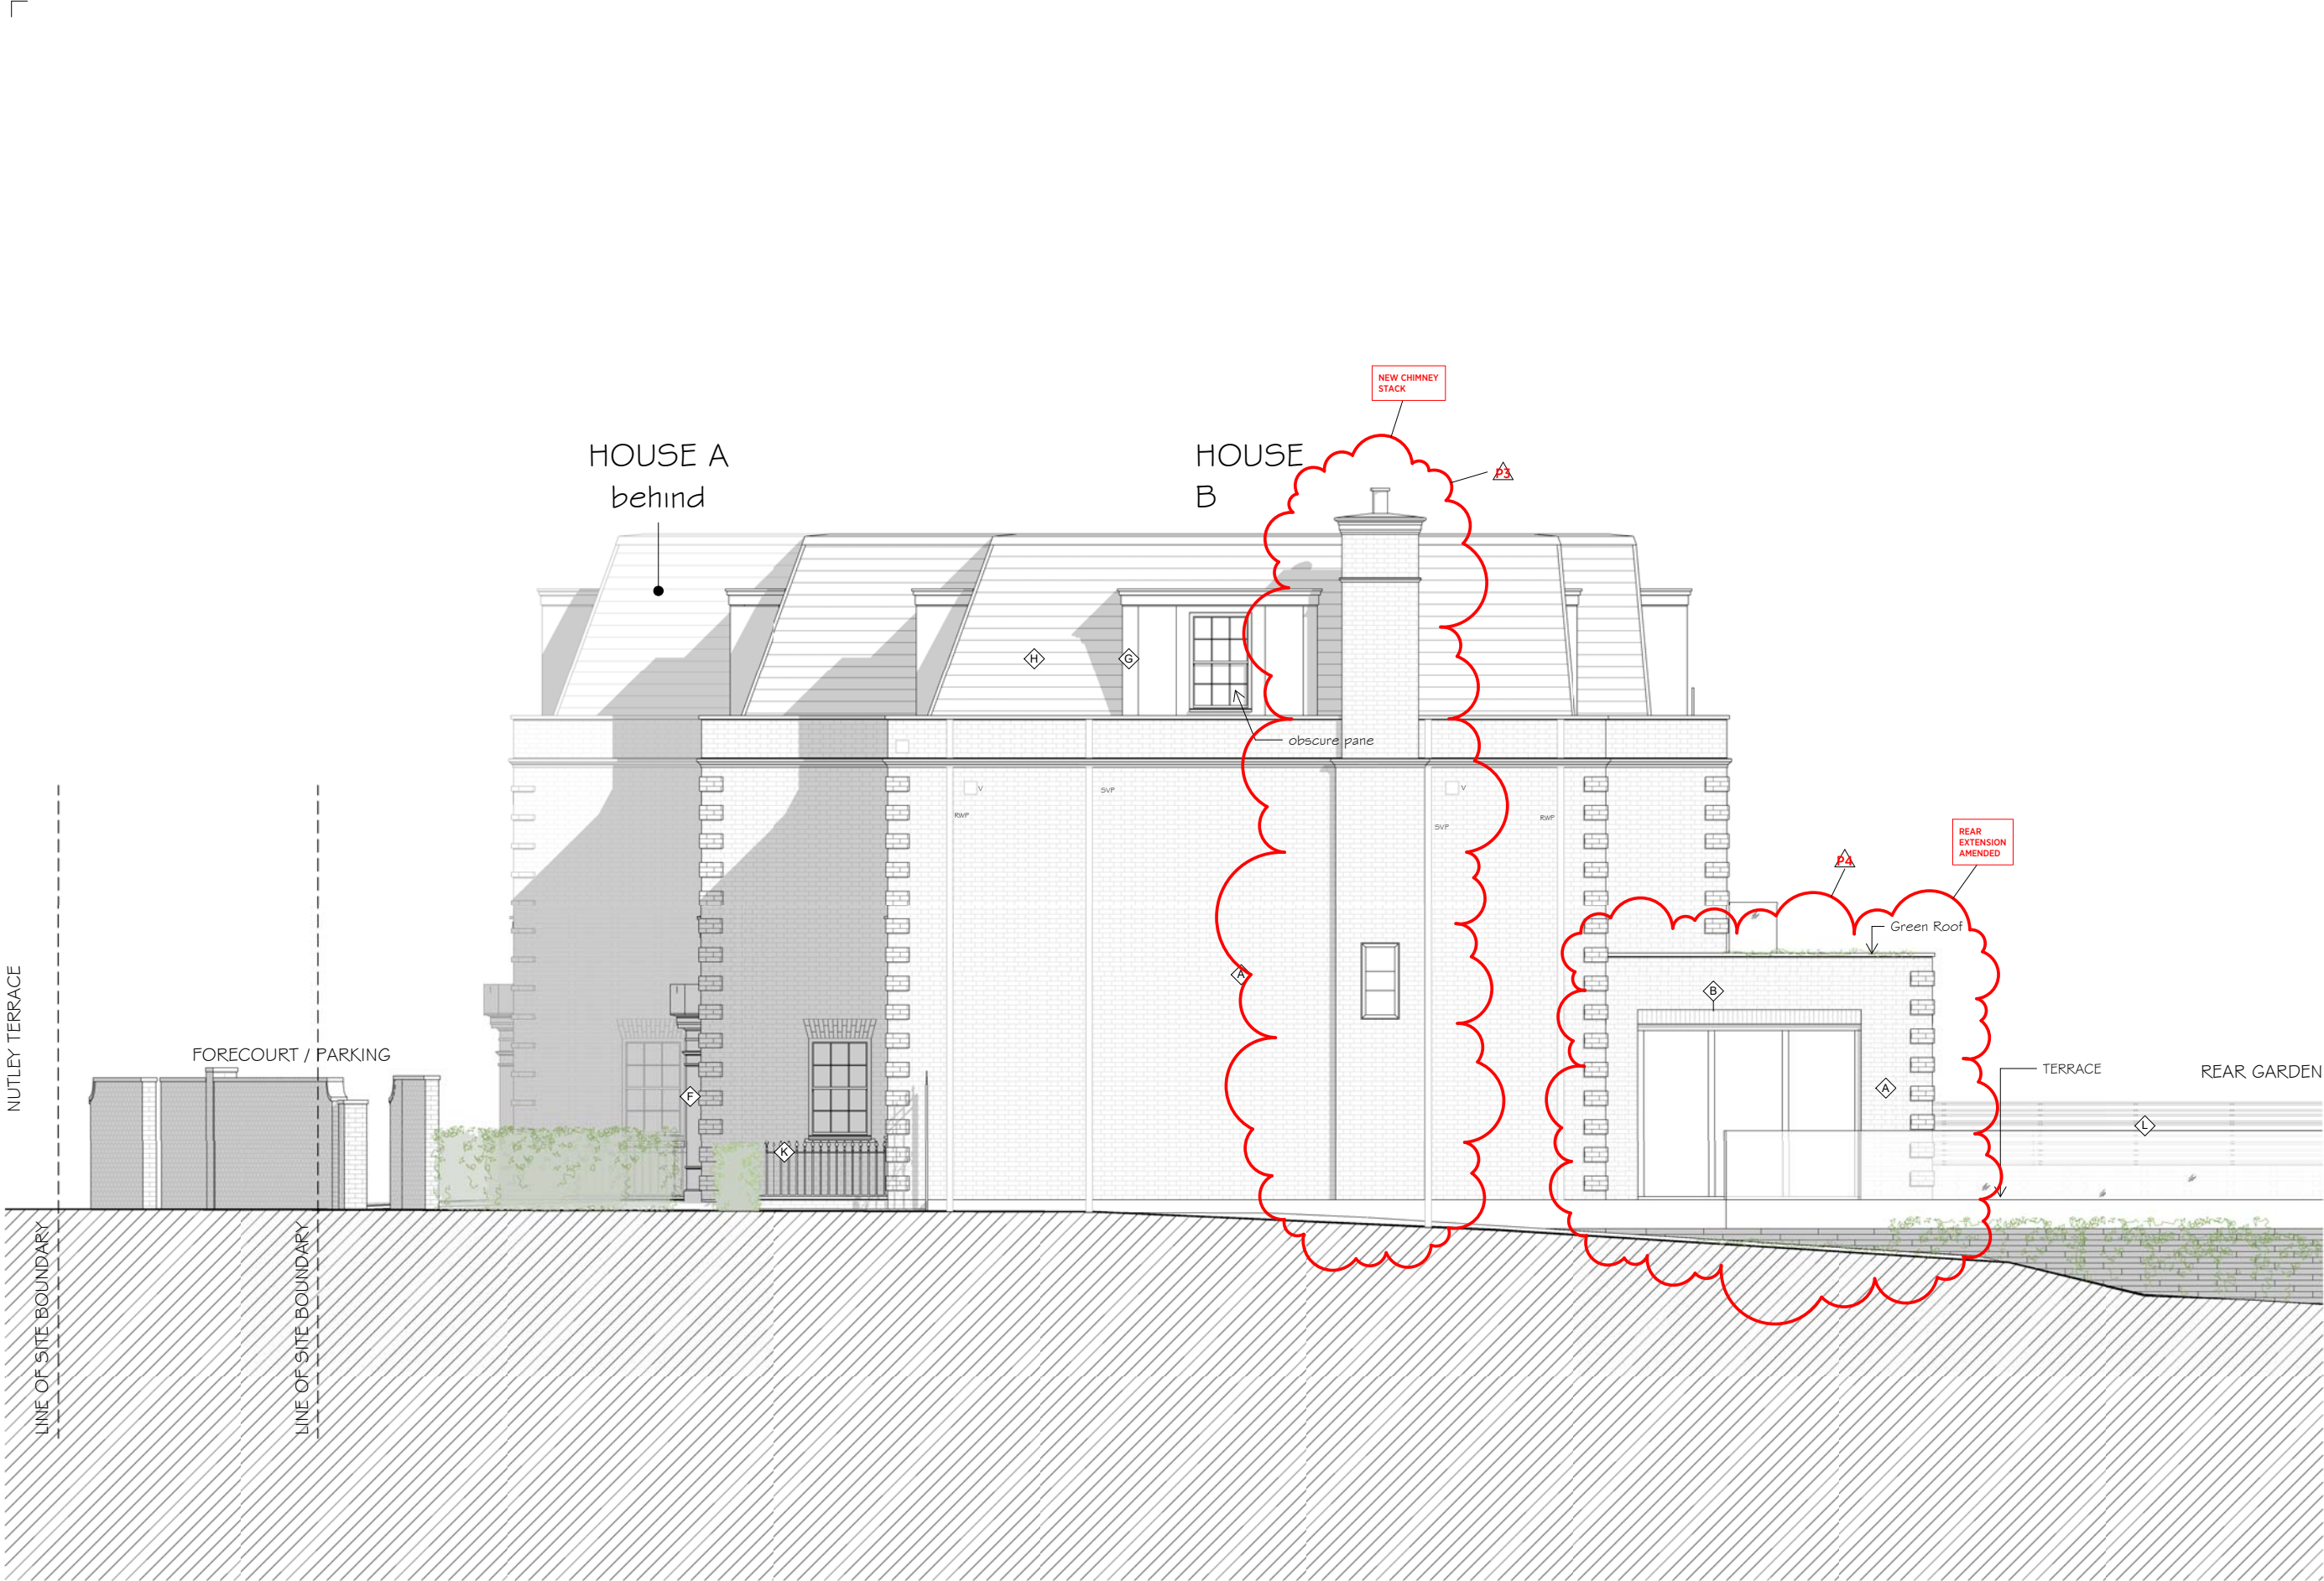 NEW CHIMNEY
STACK
HOUSE A
behind
HOUSE
B
P3
H
G
obscure pane
V
SVP
RWP
V
SVP
RWP
REAR
EXTENSION
AMENDED
P4
Green Roof
A
B
NUTLEY TERRACE
FORECOURT / PARKING
TERRACE
REAR GARDEN
A
F
L
K
LINE OF SITE BOUNDARY
LINE OF SITE BOUNDARY